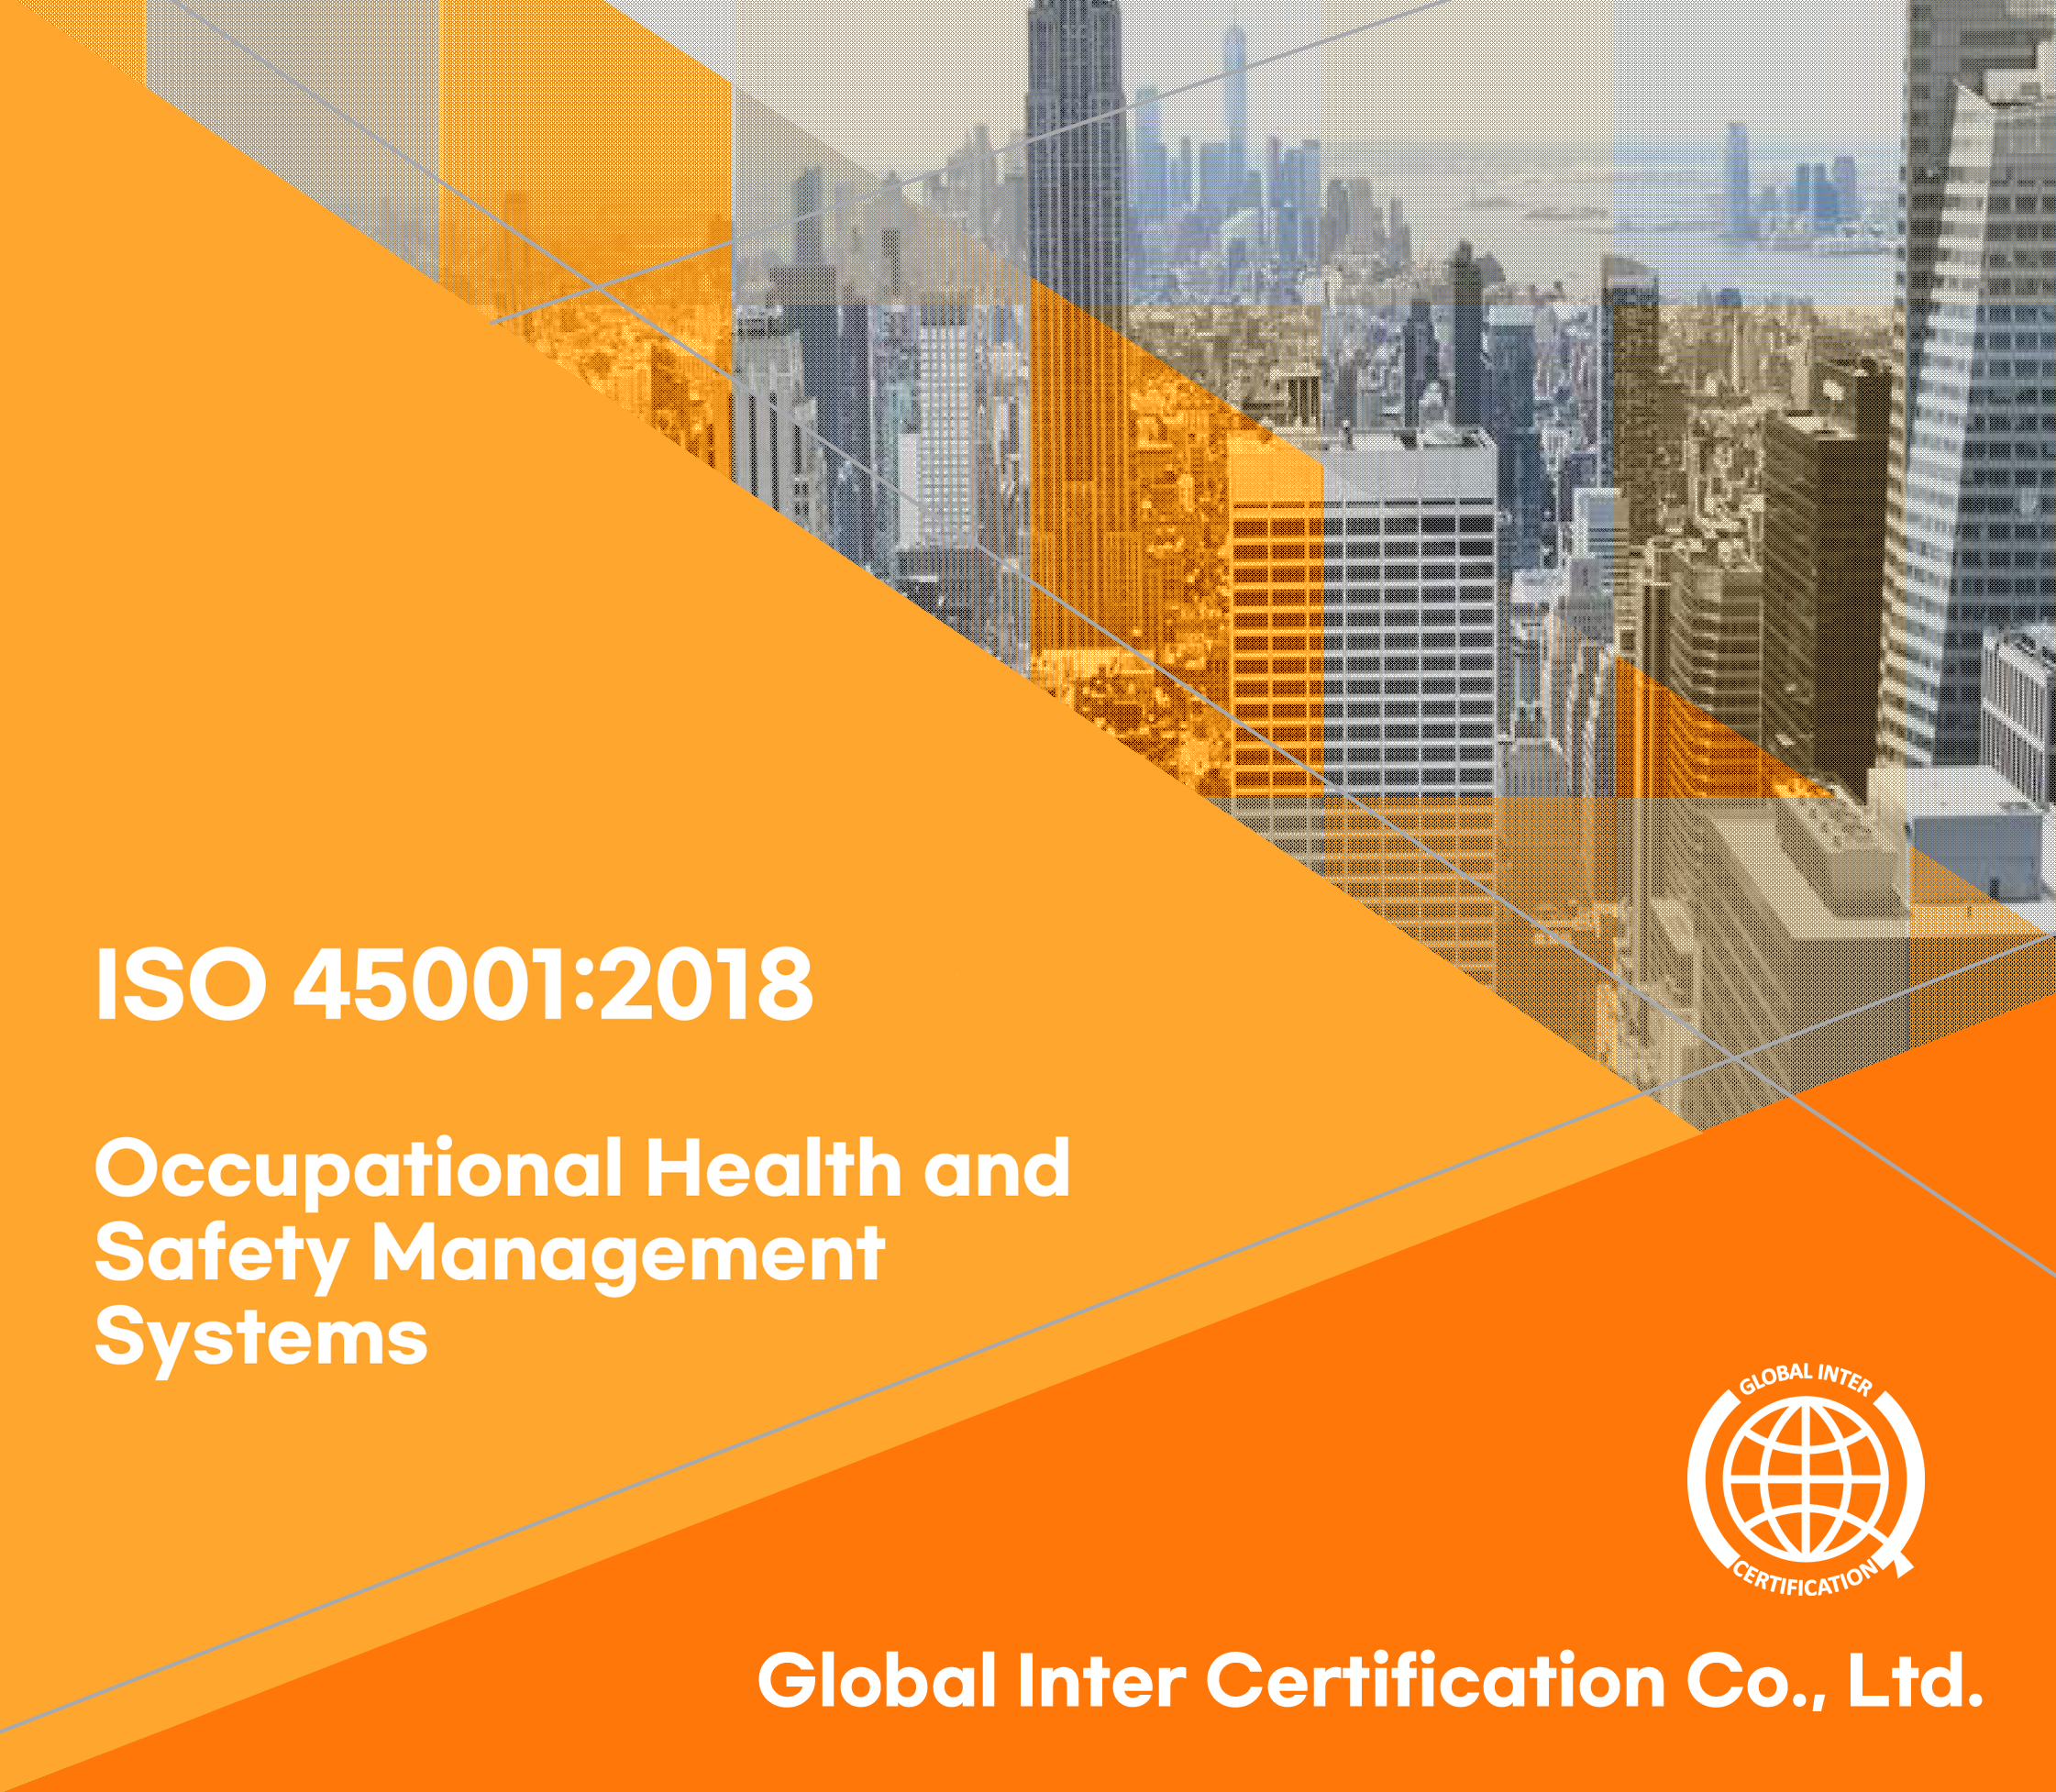 ISO 45001:2018
Occupational Health and
Safety Management
Systems
GLOBAL INTER
CERTIFICATION
Global Inter Certification Co., Ltd.